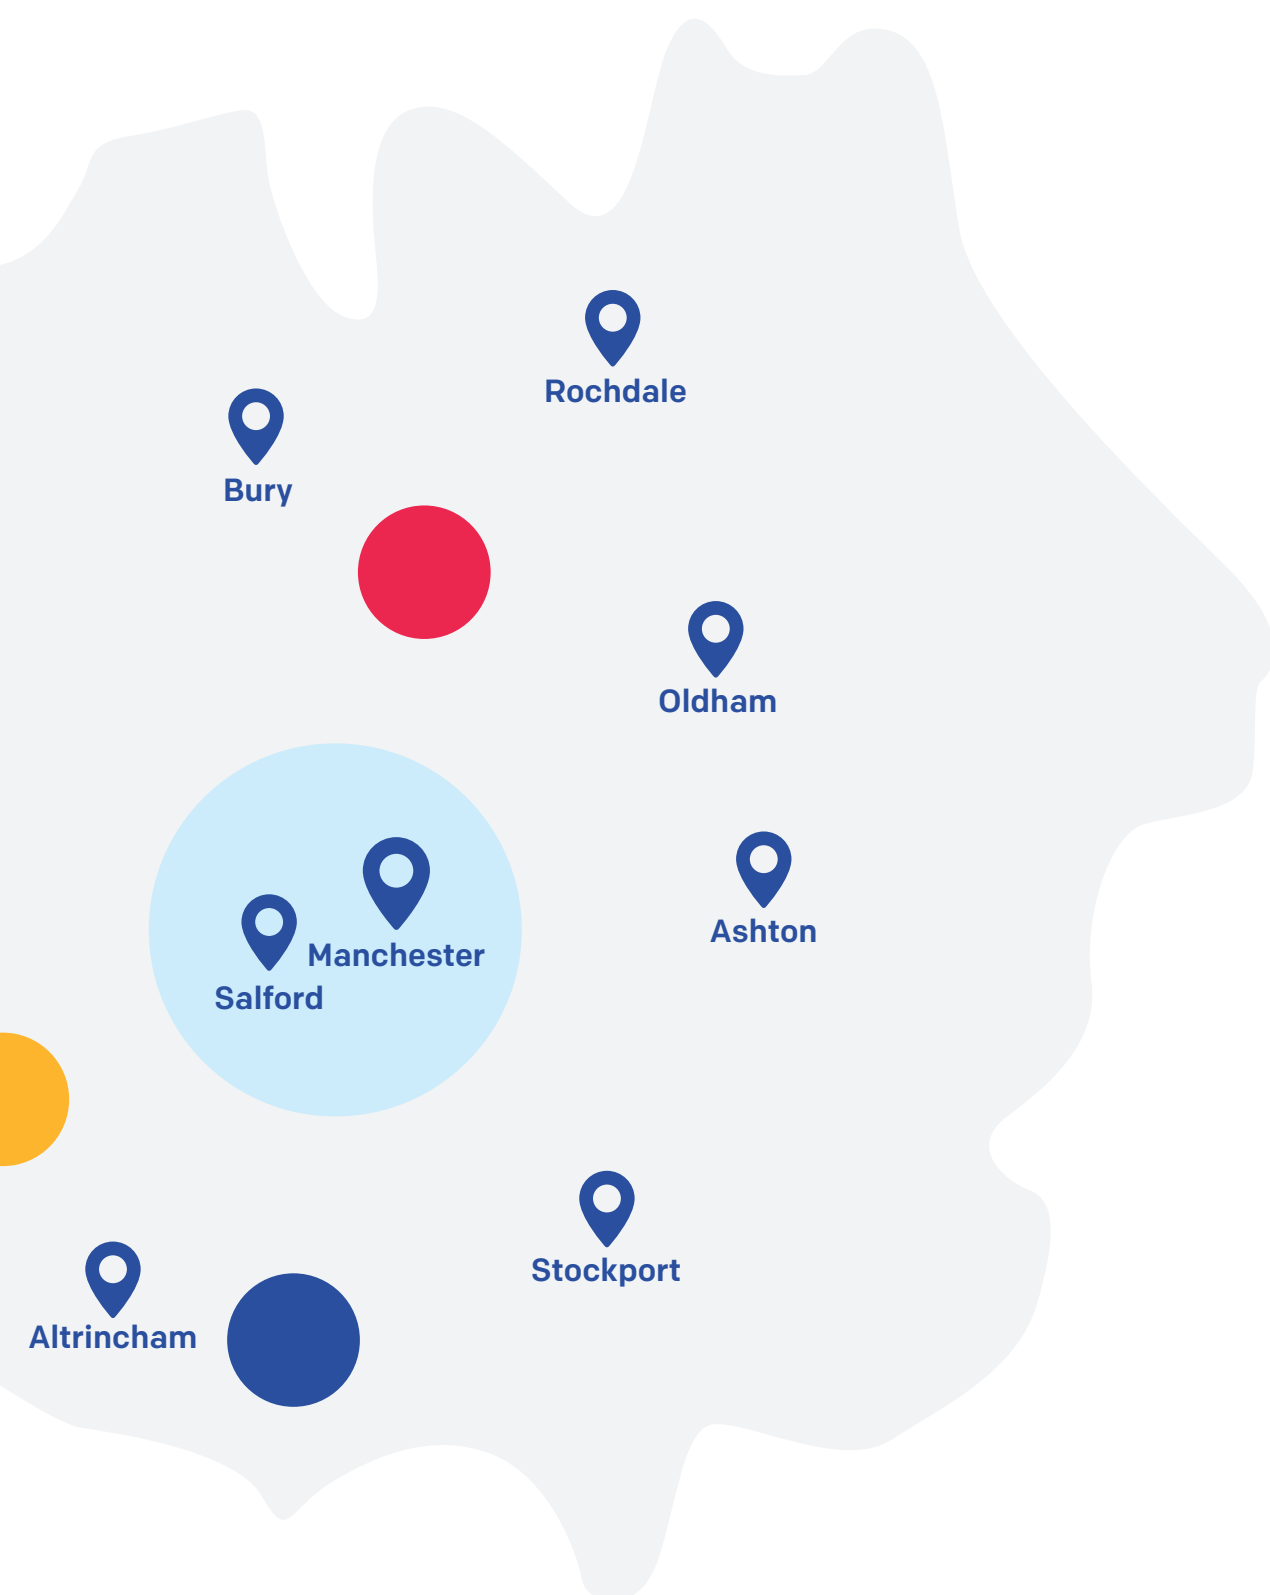 Rochdale
Bury
Oldham
Ashton
Manchester
Salford
Stockport
Altrincham